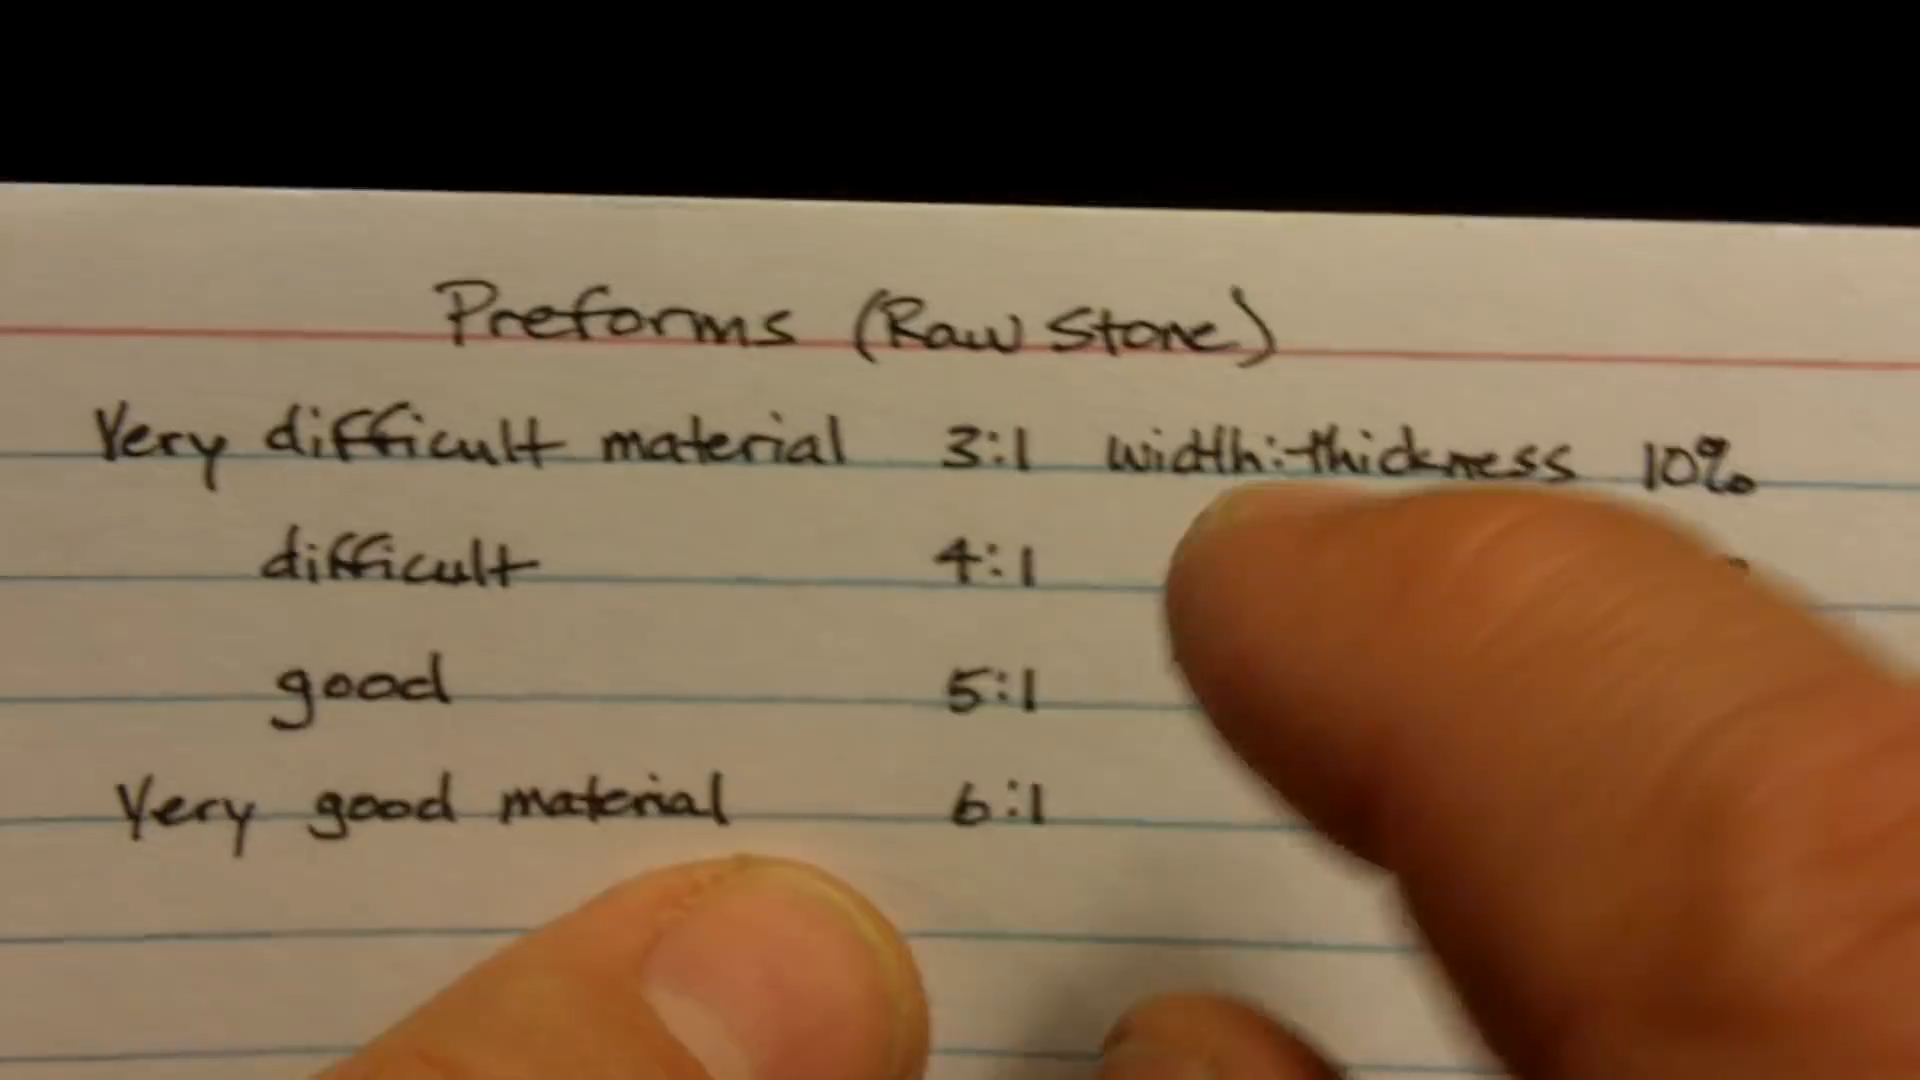 Preforms (Raw Stone)
Very difficult material 3:1 width:thickness 10%
difficult 4:1
good 5:1
Very good material 6:1